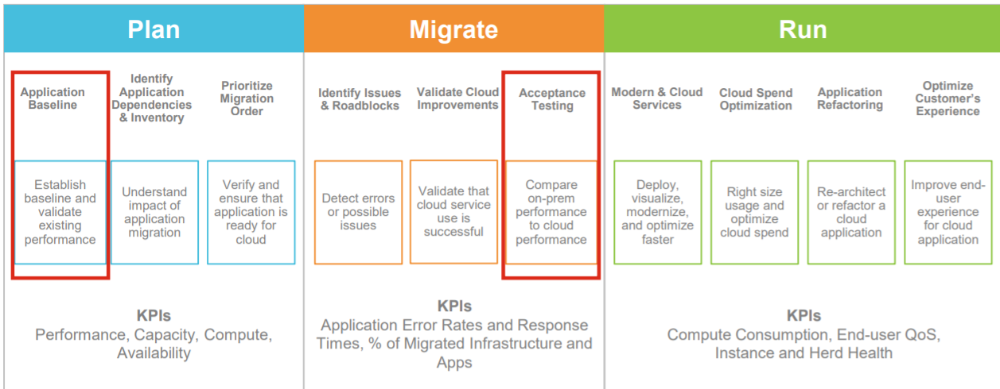 Plan
Application
Baseline
Identify
Application
Dependencies
& Inventory
Prioritize
Migration
Order
Establish
baseline and
validate
existing
performance
Understand
impact of
application
migration
Verify and
ensure that
application is
ready for
cloud
KPIs
Performance, Capacity, Compute,
Availability
Migrate
Identify Issues
& Roadblocks
Validate Cloud
Improvements
Acceptance
Testing
Detect errors
or possible
issues
Validate that
cloud service
use is
successful
Compare
on-prem
performance
to cloud
performance
KPIs
Application Error Rates and Response
Times, % of Migrated Infrastructure and
Apps
Run
Modern & Cloud
Services
Cloud Spend
Optimization
Application
Refactoring
Optimize
Customer's
Experience
Deploy,
visualize,
modernize,
and optimize
faster
Right size
usage and
optimize
cloud spend
Re-architect
or refactor a
cloud
application
Improve end-
user
experience
for cloud
application
KPIs
Compute Consumption, End-user QoS,
Instance and Herd Health